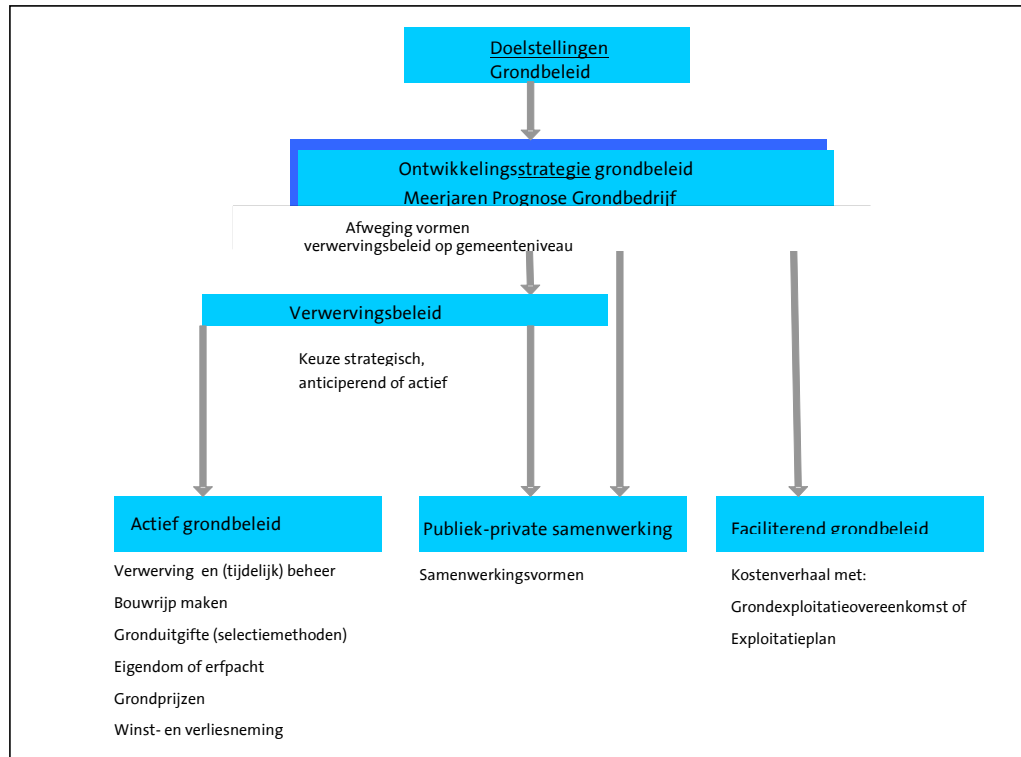 Doelstellingen
Grondbeleid
Ontwikkelingsstrategie grondbeleid
Meerjaren Prognose Grondbedrijf
Afweging vormen
verwervingsbeleid op gemeenteniveau
Verwervingsbeleid
Keuze strategisch,
anticiperend of actief
Actief grondbeleid
Verwerving en (tijdelijk) beheer
Bouwrijp maken
Gronduitgifte (selectiemethoden)
Eigendom of erfpacht
Grondprijzen
Winst- en verliesneming
Publiek-private samenwerking
Samenwerkingsvormen
Faciliterend grondbeleid
Kostenverhaal met:
Grondexploitatieovereenkomst of
Exploitatieplan